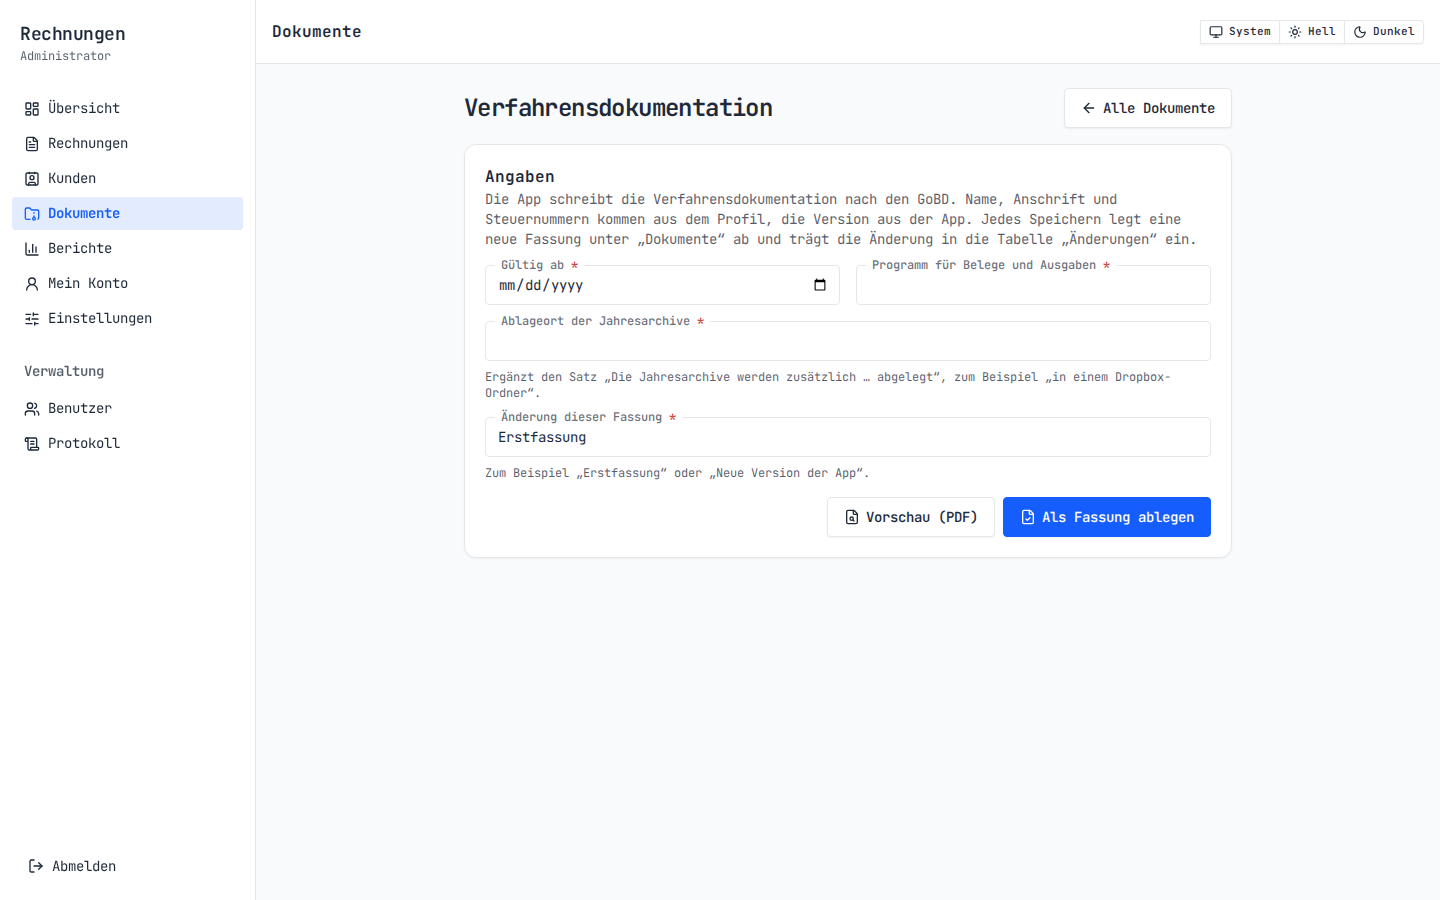 Rechnungen
Administrator
Übersicht
Rechnungen
Kunden
Dokumente
Berichte
Mein Konto
Einstellungen
Verwaltung
Benutzer
Protokoll
Abmelden
Dokumente
System
Hell
Dunkel
Verfahrensdokumentation
Alle Dokumente
Angaben
Die App schreibt die Verfahrensdokumentation nach den GoBD. Name, Anschrift und
Steuernummern kommen aus dem Profil, die Version aus der App. Jedes Speichern legt eine
neue Fassung unter „Dokumente“ ab und trägt die Änderung in die Tabelle „Änderungen“ ein.
Gültig ab *
mm/dd/yyyy
Programm für Belege und Ausgaben *
Ablageort der Jahresarchive *
Ergänzt den Satz „Die Jahresarchive werden zusätzlich … abgelegt“, zum Beispiel „in einem Dropbox-
Ordner“.
Änderung dieser Fassung *
Erstfassung
Zum Beispiel „Erstfassung“ oder „Neue Version der App“.
Vorschau (PDF)
Als Fassung ablegen